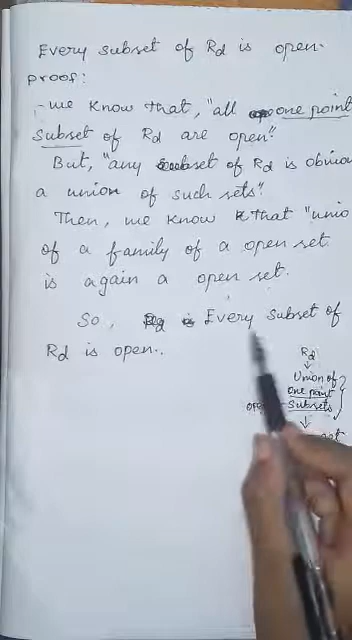 Every subset of Rd is open.
proof:
- we know that, "all one point
Subset of Rd are open".
But, "any subset of Rd is obviou
a union of such sets".
Then, we know that "unio
of a family of a open set
is again a open set.
So, Every subset of
Rd is open.
Rd
↓
Union of
one point
Subsets
↓